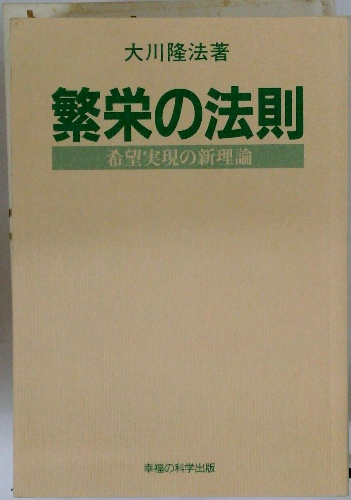 大川隆法著
繁栄の法則
希望実現の新理論
幸福の科学出版